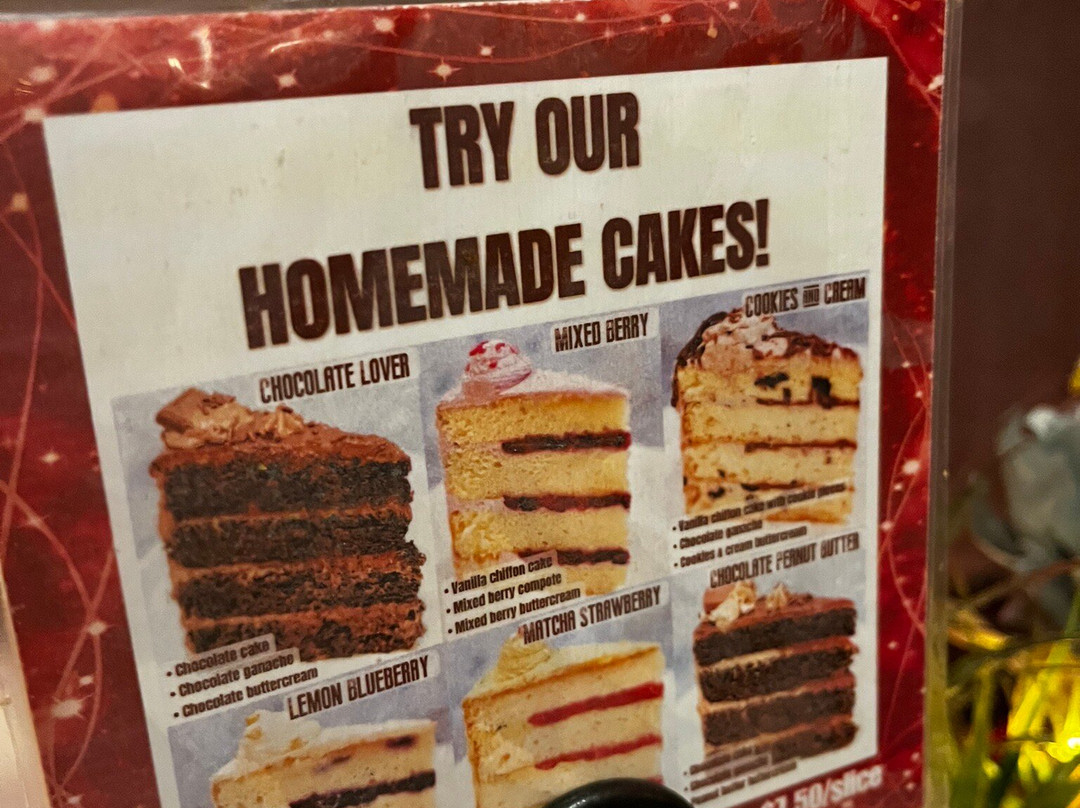 TRY OUR
HOMEMADE CAKES!
CHOCOLATE LOVER
• Chocolate cake
• Chocolate ganache
• Chocolate buttercream
MIXED BERRY
• Vanilla chiffon cake
• Mixed berry compote
• Mixed berry buttercream
COOKIES AND CREAM
• Vanilla chiffon cake with cookie pieces
• Chocolate ganache
• Cookies & cream buttercream
LEMON BLUEBERRY
MATCHA STRAWBERRY
CHOCOLATE PEANUT BUTTER
.50/slice